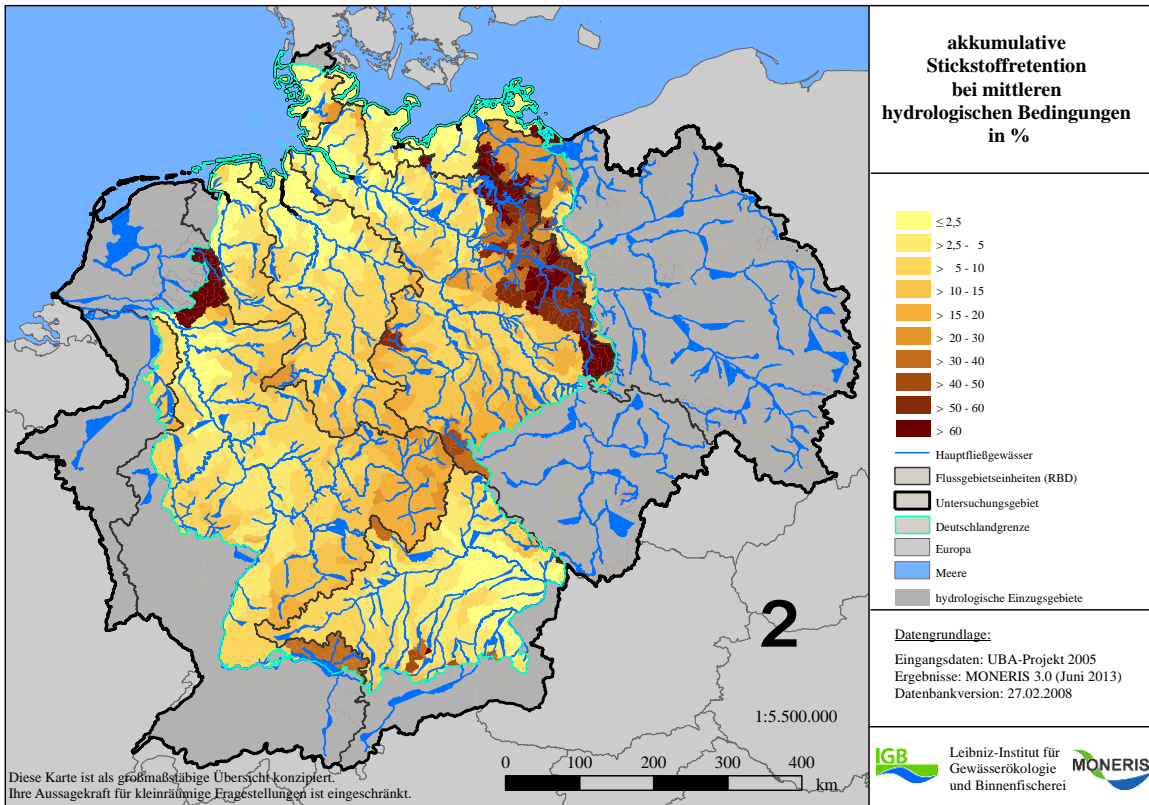 akkumulative
Stickstoffretention
bei mittleren
hydrologischen Bedingungen
in %
≤ 2,5
> 2,5 - 5
> 5 - 10
> 10 - 15
> 15 - 20
> 20 - 30
> 30 - 40
> 40 - 50
> 50 - 60
> 60
Hauptfließgewässer
Flussgebietseinheiten (RBD)
Untersuchungsgebiet
Deutschlandgrenze
Europa
Meere
hydrologische Einzugsgebiete
Datengrundlage:
Eingangsdaten: UBA-Projekt 2005
Ergebnisse: MONERIS 3.0 (Juni 2013)
Datenbankversion: 27.02.2008
IGB
Leibniz-Institut für
Gewässerökologie
und Binnenfischerei
MONERIS
2
1:5.500.000
0 100 200 300 400
km
Diese Karte ist als großmaßstäbige Übersicht konzipiert.
Ihre Aussagekraft für kleinräumige Fragestellungen ist eingeschränkt.